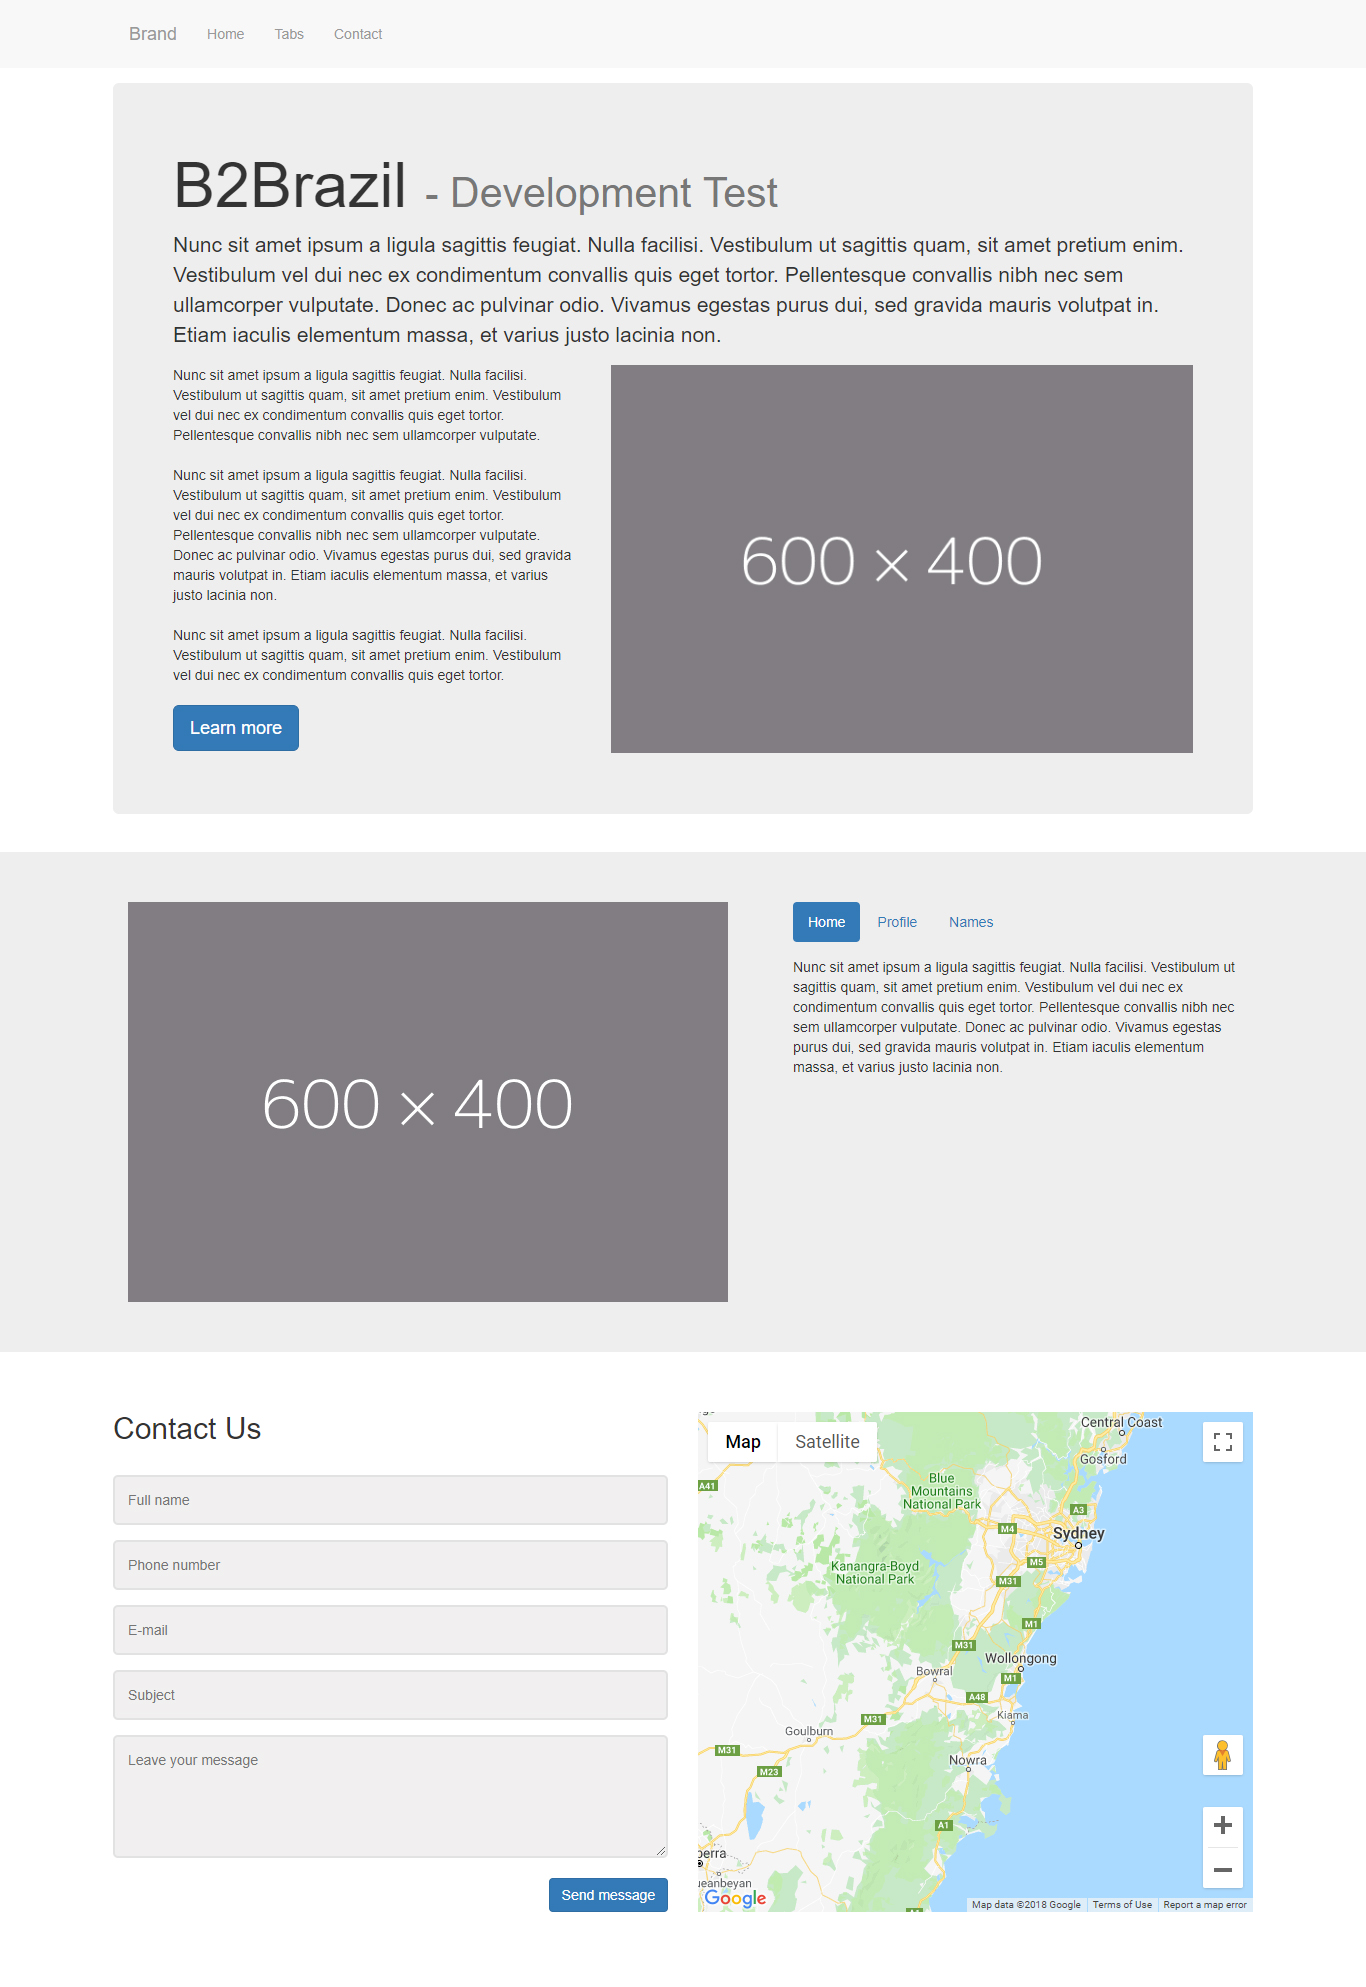 Brand Home Tabs Contact
B2Brazil - Development Test
Nunc sit amet ipsum a ligula sagittis feugiat. Nulla facilisi. Vestibulum ut sagittis quam, sit amet pretium enim.
Vestibulum vel dui nec ex condimentum convallis quis eget tortor. Pellentesque convallis nibh nec sem
ullamcorper vulputate. Donec ac pulvinar odio. Vivamus egestas purus dui, sed gravida mauris volutpat in.
Etiam iaculis elementum massa, et varius justo lacinia non.
Nunc sit amet ipsum a ligula sagittis feugiat. Nulla facilisi.
Vestibulum ut sagittis quam, sit amet pretium enim. Vestibulum
vel dui nec ex condimentum convallis quis eget tortor.
Pellentesque convallis nibh nec sem ullamcorper vulputate.
Nunc sit amet ipsum a ligula sagittis feugiat. Nulla facilisi.
Vestibulum ut sagittis quam, sit amet pretium enim. Vestibulum
vel dui nec ex condimentum convallis quis eget tortor.
Pellentesque convallis nibh nec sem ullamcorper vulputate.
Donec ac pulvinar odio. Vivamus egestas purus dui, sed gravida
mauris volutpat in. Etiam iaculis elementum massa, et varius
justo lacinia non.
Nunc sit amet ipsum a ligula sagittis feugiat. Nulla facilisi.
Vestibulum ut sagittis quam, sit amet pretium enim. Vestibulum
vel dui nec ex condimentum convallis quis eget tortor.
Learn more
600 × 400
600 × 400
Home Profile Names
Nunc sit amet ipsum a ligula sagittis feugiat. Nulla facilisi. Vestibulum ut
sagittis quam, sit amet pretium enim. Vestibulum vel dui nec ex
condimentum convallis quis eget tortor. Pellentesque convallis nibh nec
sem ullamcorper vulputate. Donec ac pulvinar odio. Vivamus egestas
purus dui, sed gravida mauris volutpat in. Etiam iaculis elementum
massa, et varius justo lacinia non.
Contact Us
Full name
Phone number
E-mail
Subject
Leave your message
Send message
Map Satellite
Central Coast
Gosford
A41
Blue
Mountains
National Park
A3
M4
Sydney
M5
Kanangra-Boyd
National Park
M31
M1
M31
Wollongong
Bowral
M1
A48
Kiama
M31
Goulburn
M31
Nowra
M23
A1
berra
ueanbeyan
Google
Map data ©2018 Google Terms of Use Report a map error